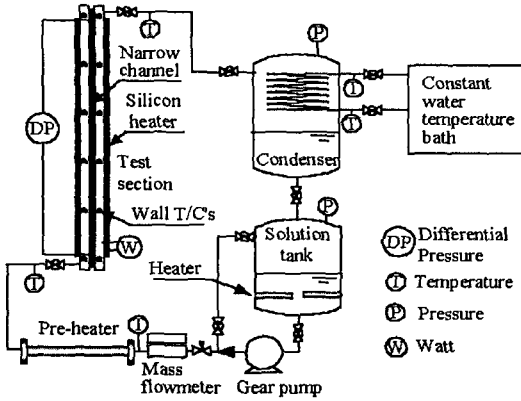 T
P
DP
Narrow
channel
Silicon
heater
Test
section
Wall T/C's
W
T
T
T
Condenser
Constant
water
temperature
bath
P
Solution
tank
Heater
Pre-heater
T
Mass
flowmeter
Gear pump
DP Differential
Pressure
T Temperature
P Pressure
W Watt